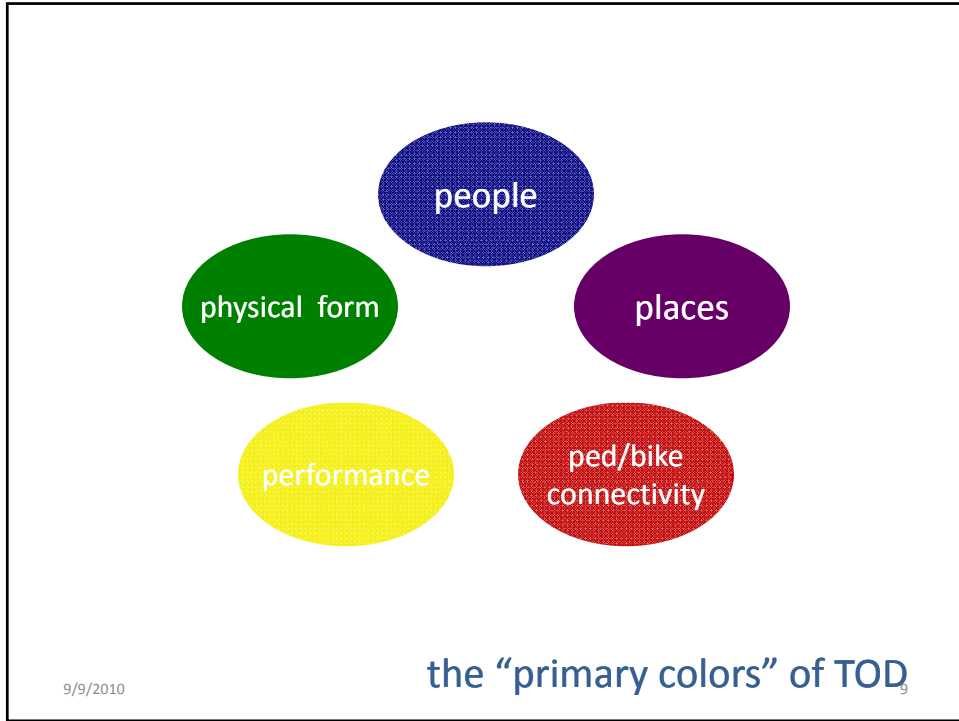 people
physical form
places
performance
ped/bike
connectivity
the “primary colors” of TOD
9/9/2010
9